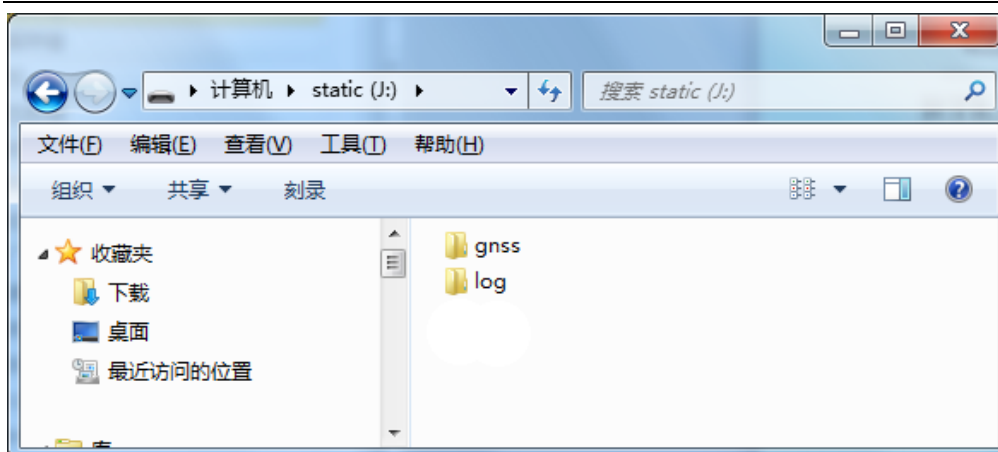 计算机 static (J:)
搜索 static (J:)
文件(F) 编辑(E) 查看(V) 工具(T) 帮助(H)
组织 共享 刻录
收藏夹
下载
桌面
最近访问的位置
gnss
log